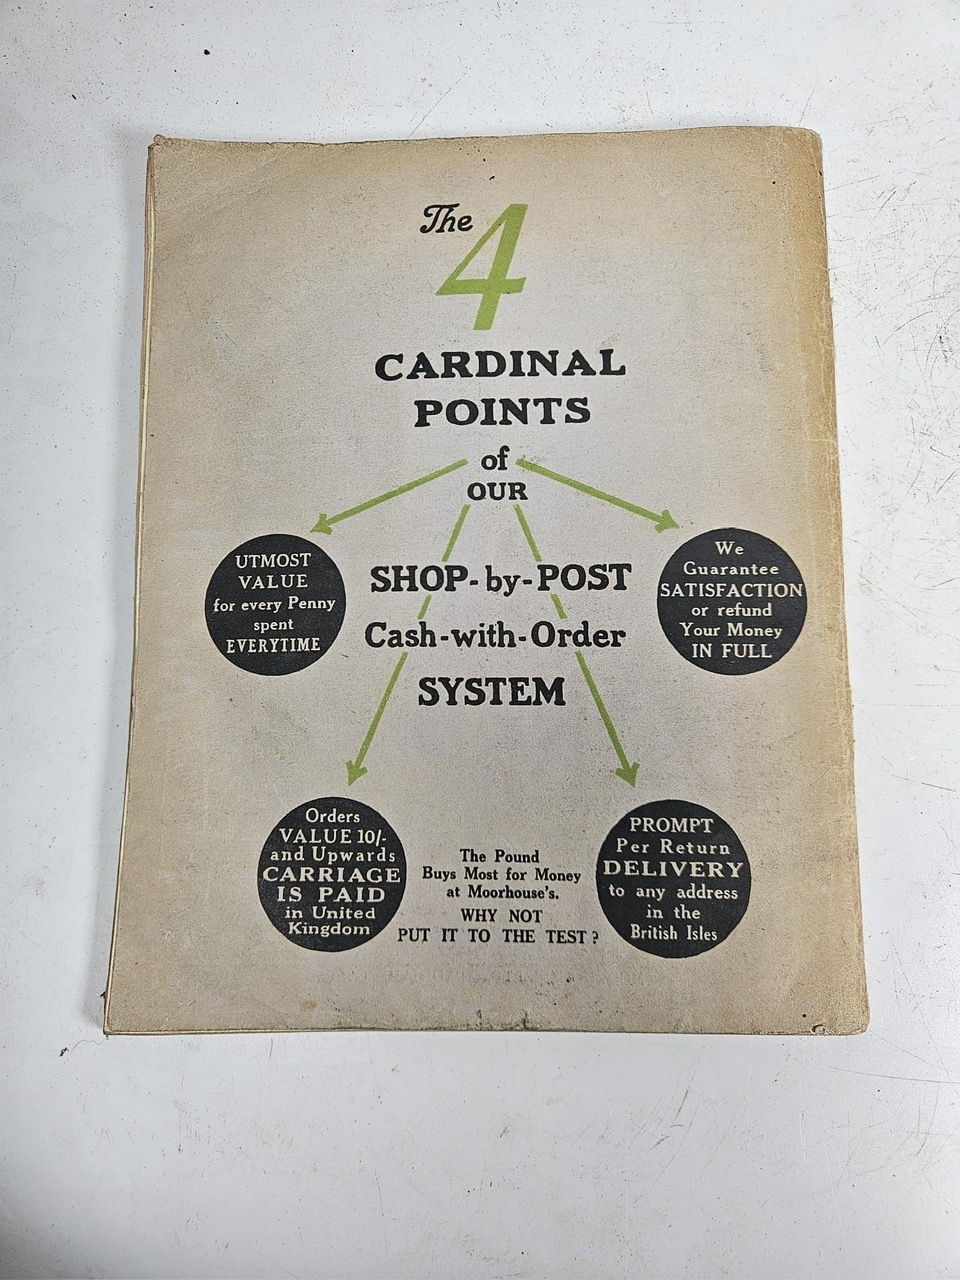 The 4
CARDINAL
POINTS
of
OUR
SHOP-by-POST
Cash-with-Order
SYSTEM
UTMOST
VALUE
for every Penny
spent
EVERYTIME
We
Guarantee
SATISFACTION
or refund
Your Money
IN FULL
Orders
VALUE 10/-
and Upwards
CARRIAGE
IS PAID
in United
Kingdom
The Pound
Buys Most for Money
at Moorhouse's.
WHY NOT
PUT IT TO THE TEST?
PROMPT
Per Return
DELIVERY
to any address
in the
British Isles